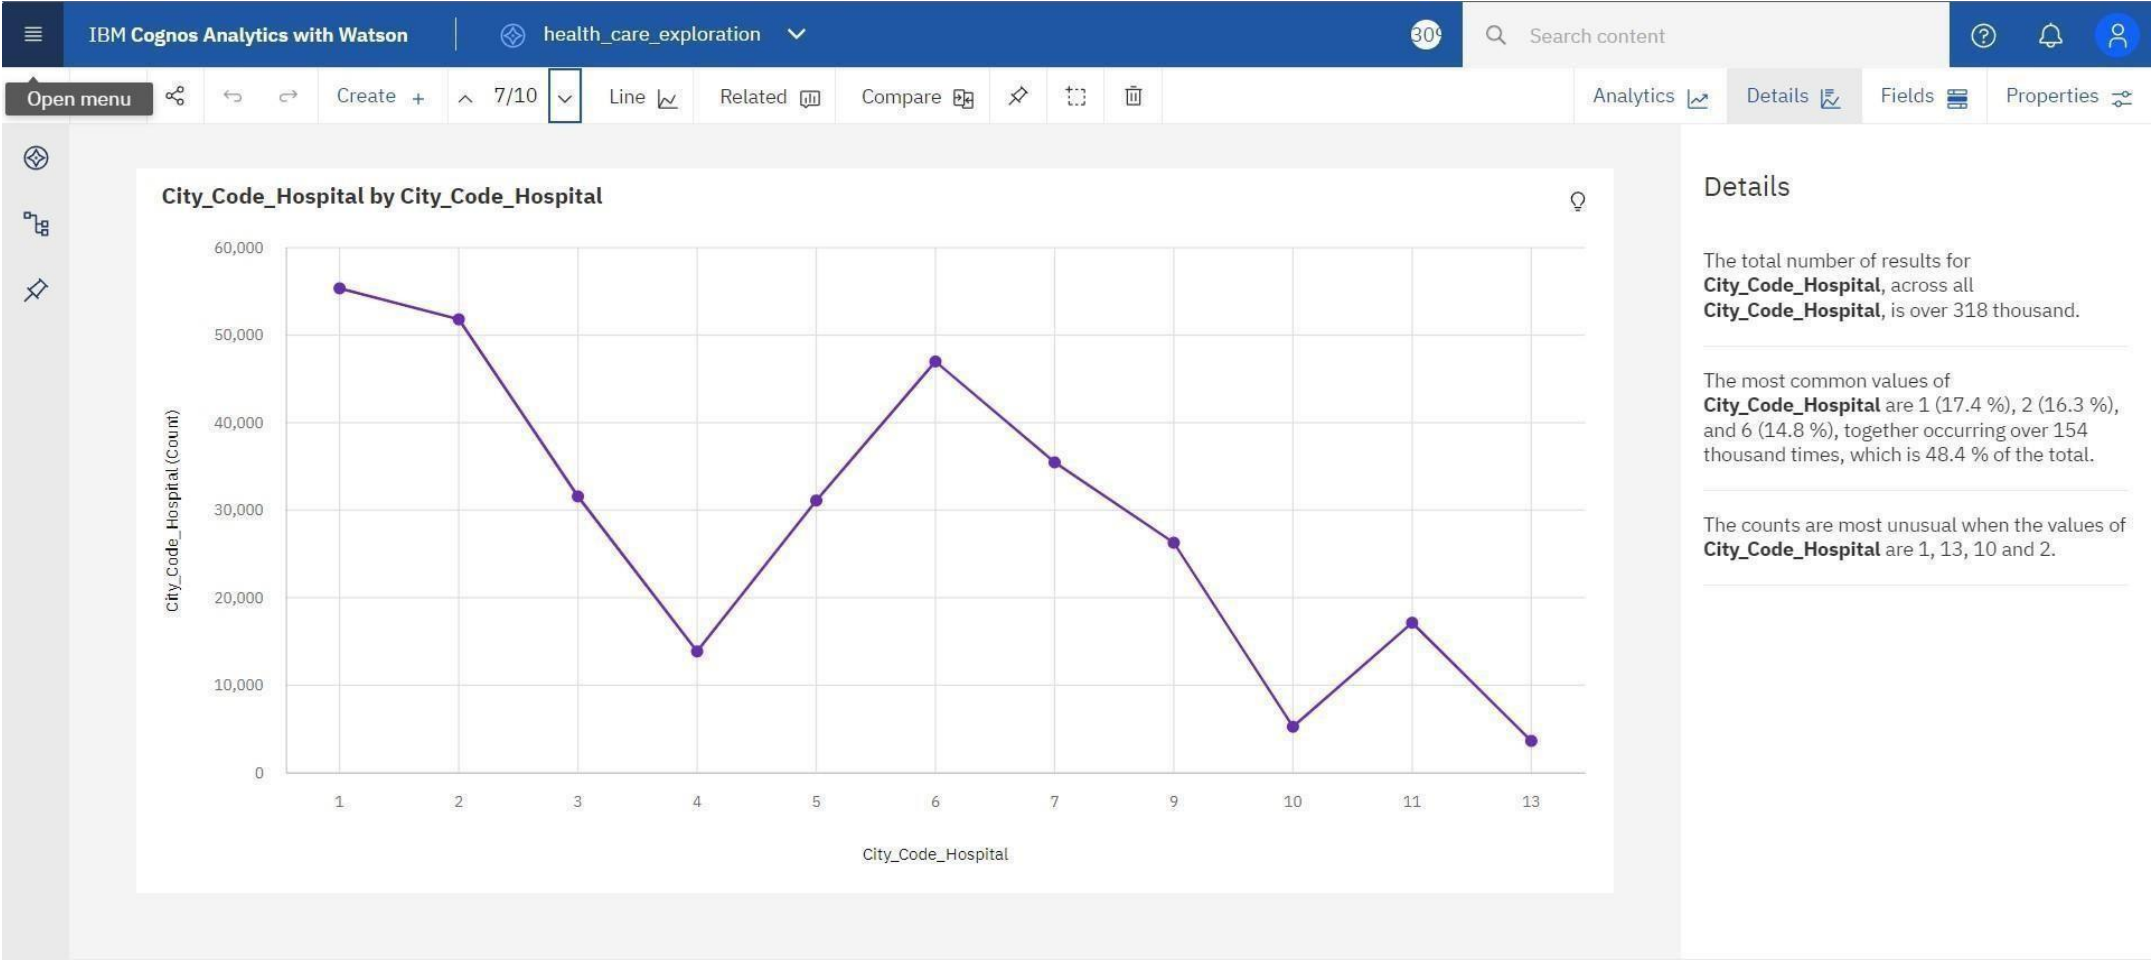 IBM Cognos Analytics with Watson
health_care_exploration
Search content
Open menu
Create +
7/10
Line
Related
Compare
Analytics
Details
Fields
Properties
City_Code_Hospital by City_Code_Hospital
60,000
50,000
40,000
30,000
20,000
10,000
0
City_Code_Hospital (Count)
1 2 3 4 5 6 7 9 10 11 13
City_Code_Hospital
Details
The total number of results for
City_Code_Hospital, across all
City_Code_Hospital, is over 318 thousand.
The most common values of
City_Code_Hospital are 1 (17.4 %), 2 (16.3 %),
and 6 (14.8 %), together occurring over 154
thousand times, which is 48.4 % of the total.
The counts are most unusual when the values of
City_Code_Hospital are 1, 13, 10 and 2.